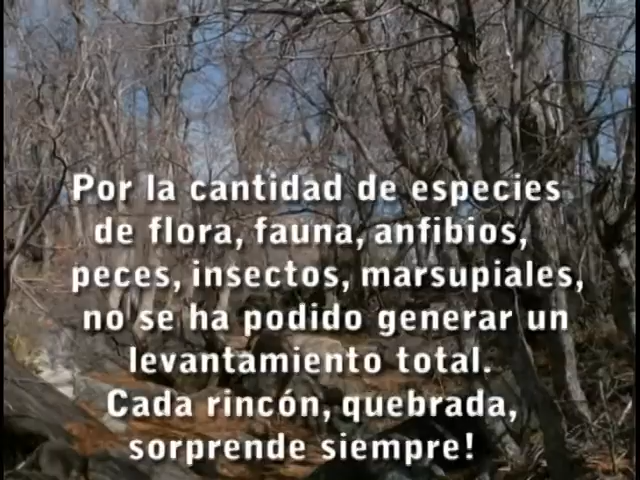 Por la cantidad de especies
de flora, fauna, anfibios,
peces, insectos, marsupiales,
no se ha podido generar un
levantamiento total.
Cada rincón, quebrada,
sorprende siempre!